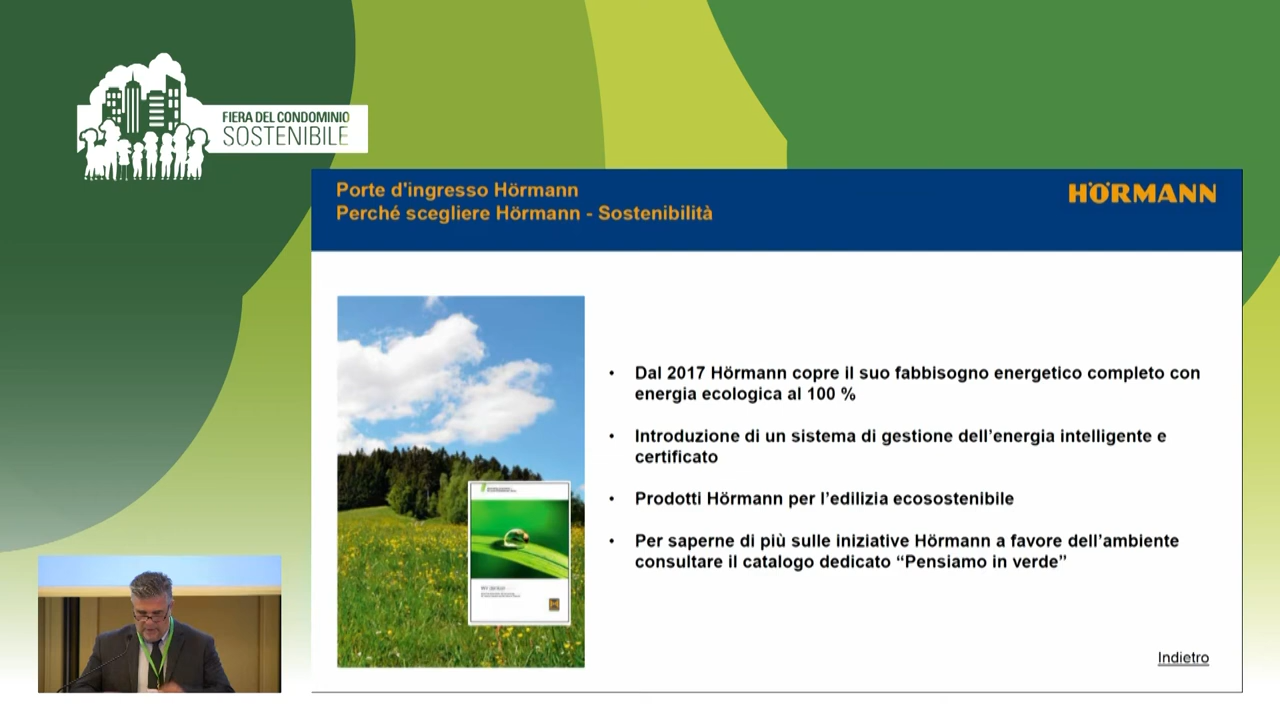 FIERA DEL CONDOMINIO
SOSTENIBILE
Porte d'ingresso Hörmann
Perché scegliere Hörmann - Sostenibilità
HÖRMANN
• Dal 2017 Hörmann copre il suo fabbisogno energetico completo con
energia ecologica al 100 %
• Introduzione di un sistema di gestione dell'energia intelligente e
certificato
• Prodotti Hörmann per l'edilizia ecosostenibile
• Per saperne di più sulle iniziative Hörmann a favore dell'ambiente
consultare il catalogo dedicato “Pensiamo in verde”
Indietro